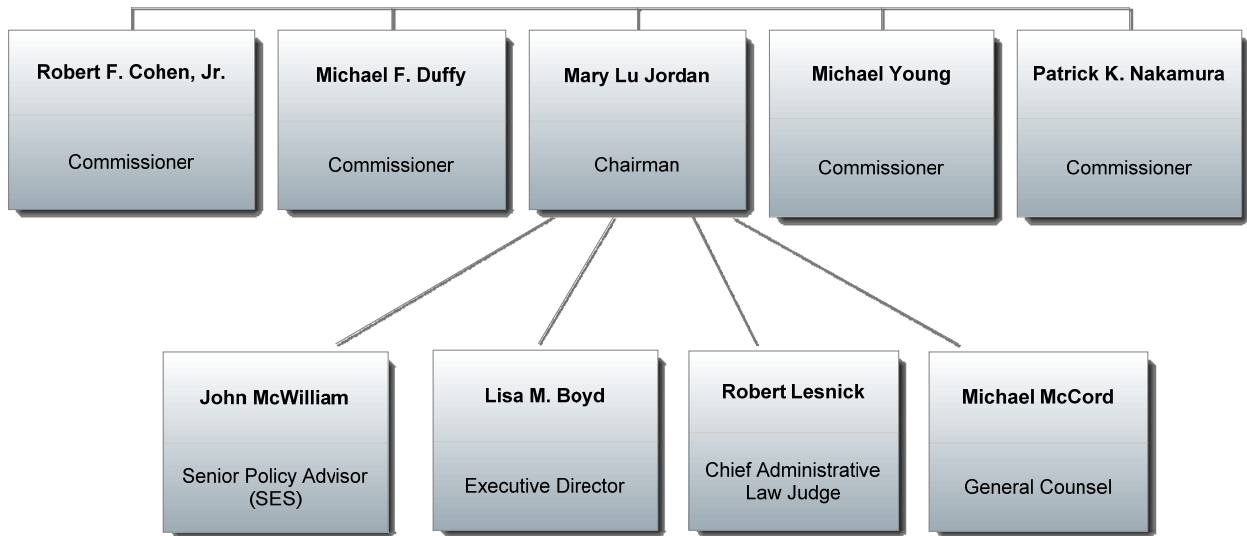 Robert F. Cohen, Jr.
Commissioner
Michael F. Duffy
Commissioner
Mary Lu Jordan
Chairman
Michael Young
Commissioner
Patrick K. Nakamura
Commissioner
John McWilliam
Senior Policy Advisor
(SES)
Lisa M. Boyd
Executive Director
Robert Lesnick
Chief Administrative
Law Judge
Michael McCord
General Counsel